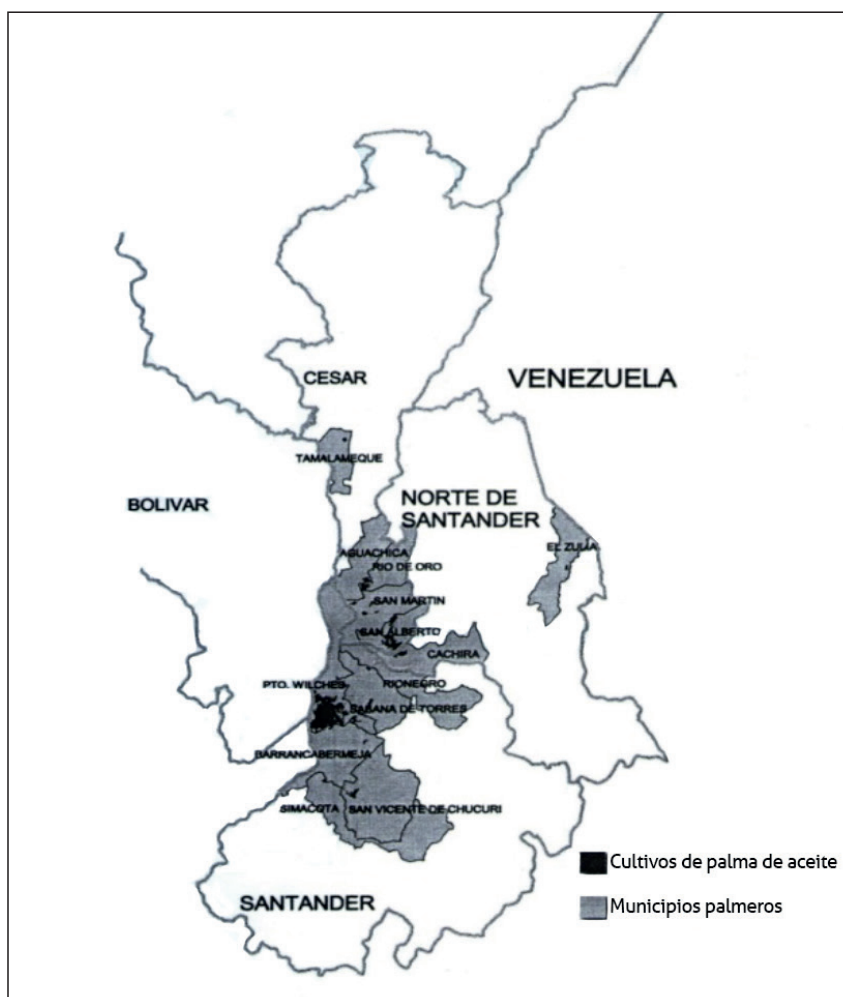 CESAR
VENEZUELA
TAMALAMEQUE
BOLIVAR
NORTE DE
SANTANDER
AGUACHICA
EL ZULIA
RIO DE ORO
SAN MARTIN
SAN ALBERTO
CACHIRA
PTO. WILCHES
RIONEGRO
SABANA DE TORRES
BARRANCABERMEJA
SIMACOTA
SAN VICENTE DE CHUCURI
Cultivos de palma de aceite
SANTANDER
Municipios palmeros